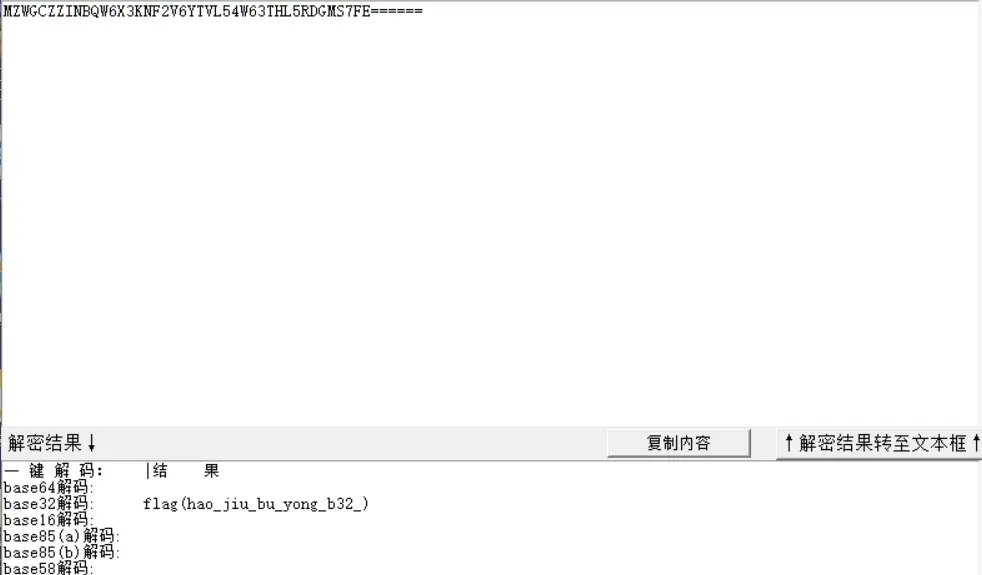 MZWGCZZINBQW6X3KNF2V6YTVL54W63THL5RDGMS7FE======
解密结果↓
复制内容
↑解密结果转至文本框↑
一 键 解 码: |结 果
base64解码:
base32解码: flag(hao_jiu_bu_yong_b32_)
base16解码:
base85(a)解码:
base85(b)解码:
base58解码: